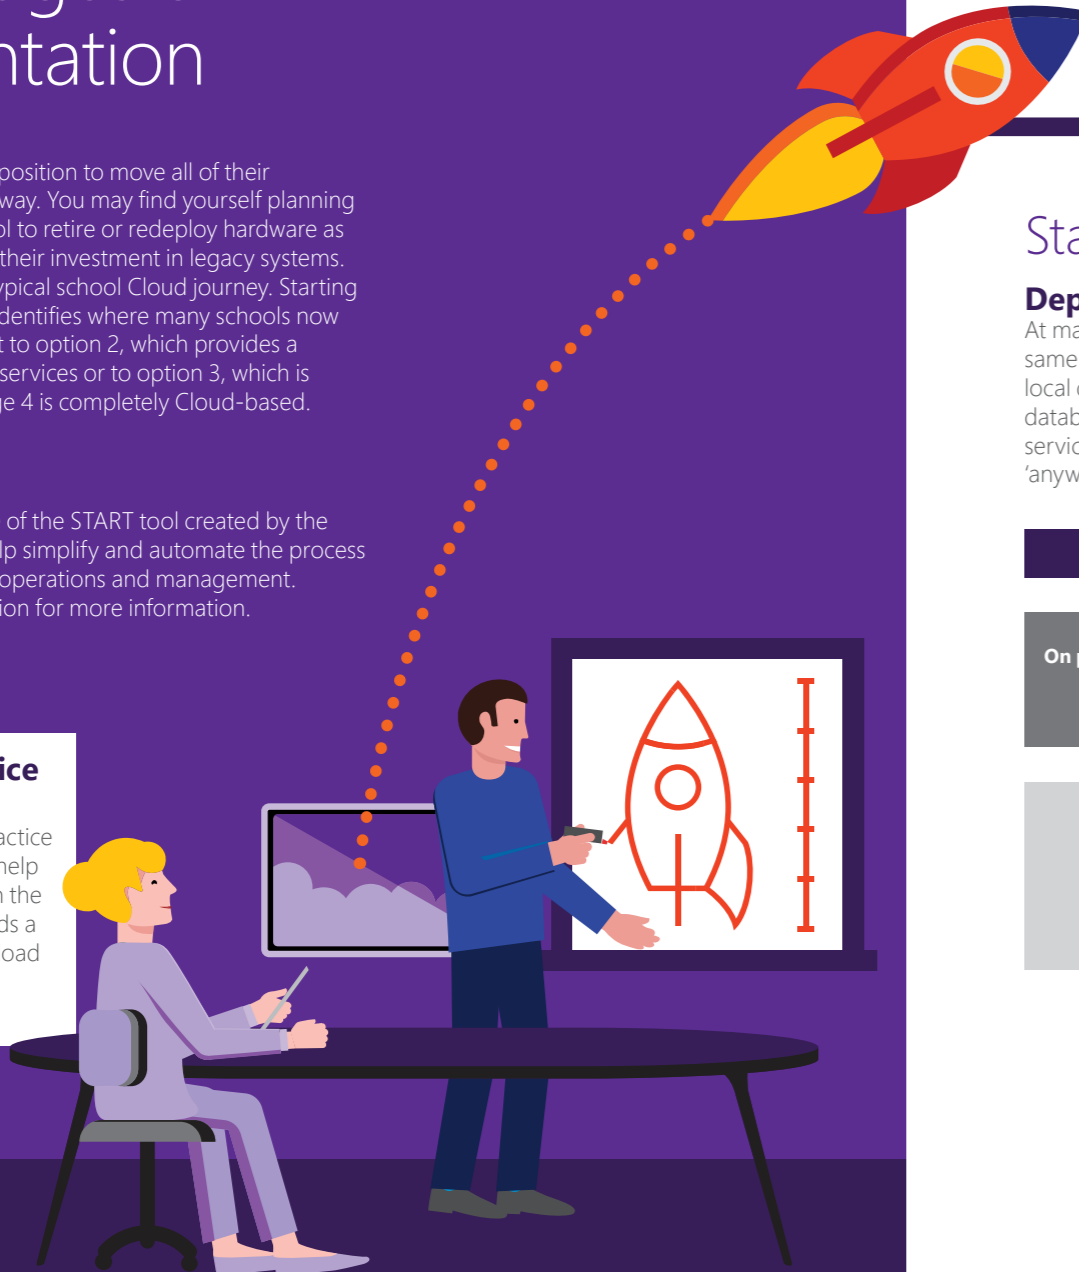 ntation
position to move all of their
way. You may find yourself planning
ol to retire or redeploy hardware as
their investment in legacy systems.
ypical school Cloud journey. Starting
dentifies where many schools now
t to option 2, which provides a
services or to option 3, which is
ge 4 is completely Cloud-based.
of the START tool created by the
lp simplify and automate the process
operations and management.
ion for more information.
ice
actice
help
n the
ds a
oad
Sta
Dep
At ma
same
local
datab
servic
‘anyw
On